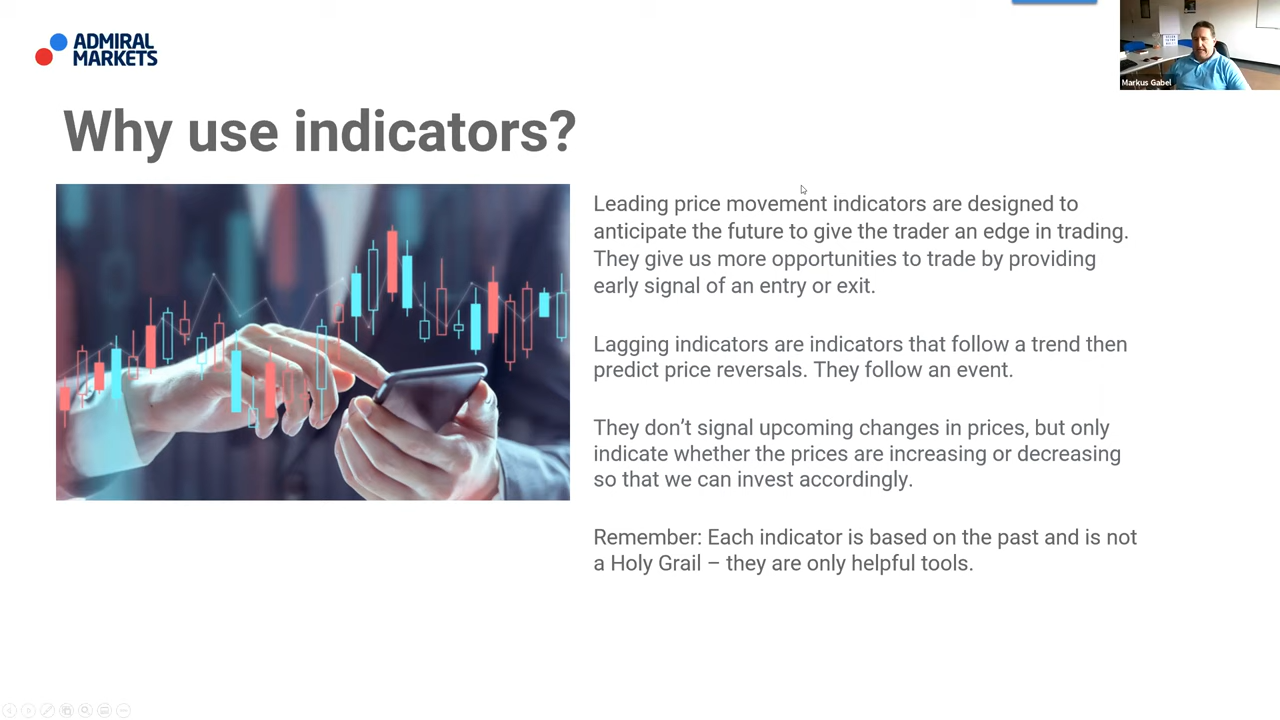 ADMIRAL
MARKETS
Markus Gabel
Why use indicators?
Leading price movement indicators are designed to
anticipate the future to give the trader an edge in trading.
They give us more opportunities to trade by providing
early signal of an entry or exit.
Lagging indicators are indicators that follow a trend then
predict price reversals. They follow an event.
They don’t signal upcoming changes in prices, but only
indicate whether the prices are increasing or decreasing
so that we can invest accordingly.
Remember: Each indicator is based on the past and is not
a Holy Grail – they are only helpful tools.